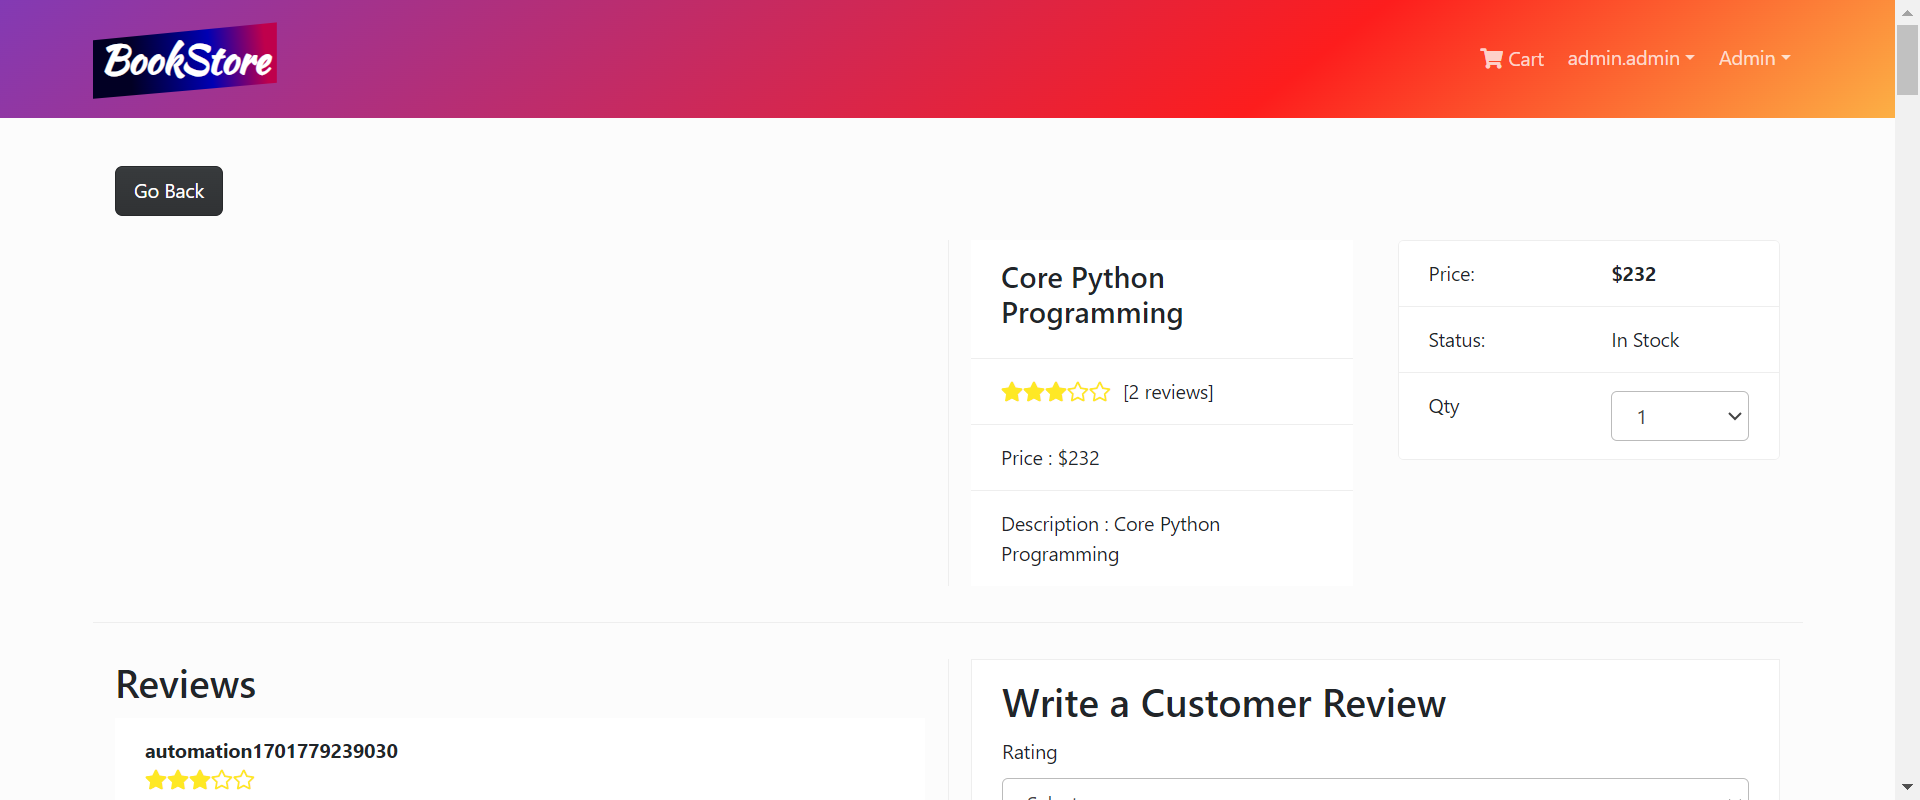 BookStore
Cart
admin.admin
Admin
Go Back
Core Python
Programming
[2 reviews]
Price : $232
Description : Core Python
Programming
Price:
$232
Status:
In Stock
Qty
1
Reviews
automation1701779239030
Write a Customer Review
Rating